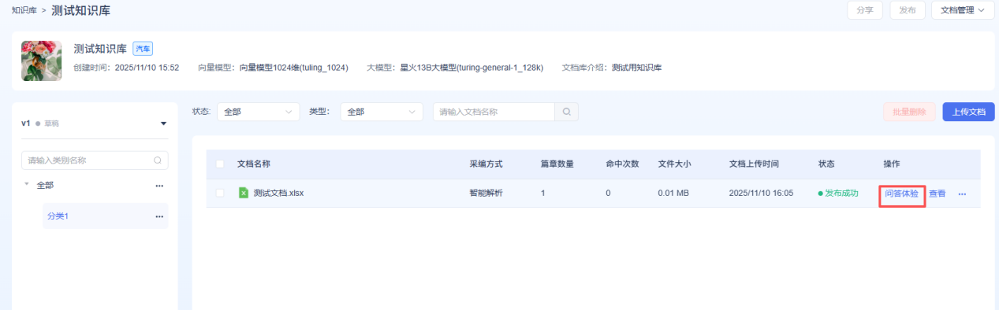 知识库 > 测试知识库 分享 发布 文档管理
测试知识库 汽车
创建时间：2025/11/10 15:52 向量模型：向量模型1024维(tuling_1024) 大模型：星火13B大模型(turing-general-1_128k) 文档库介绍：测试用知识库
状态: 全部 类型: 全部 请输入文档名称 批量删除 上传文档
v1 草稿
请输入类别名称
全部 ...
分类1 ...
文档名称 采编方式 篇章数量 命中次数 文件大小 文档上传时间 状态 操作
测试文档.xlsx 智能解析 1 0 0.01 MB 2025/11/10 16:05 发布成功 问答体验 查看 ...